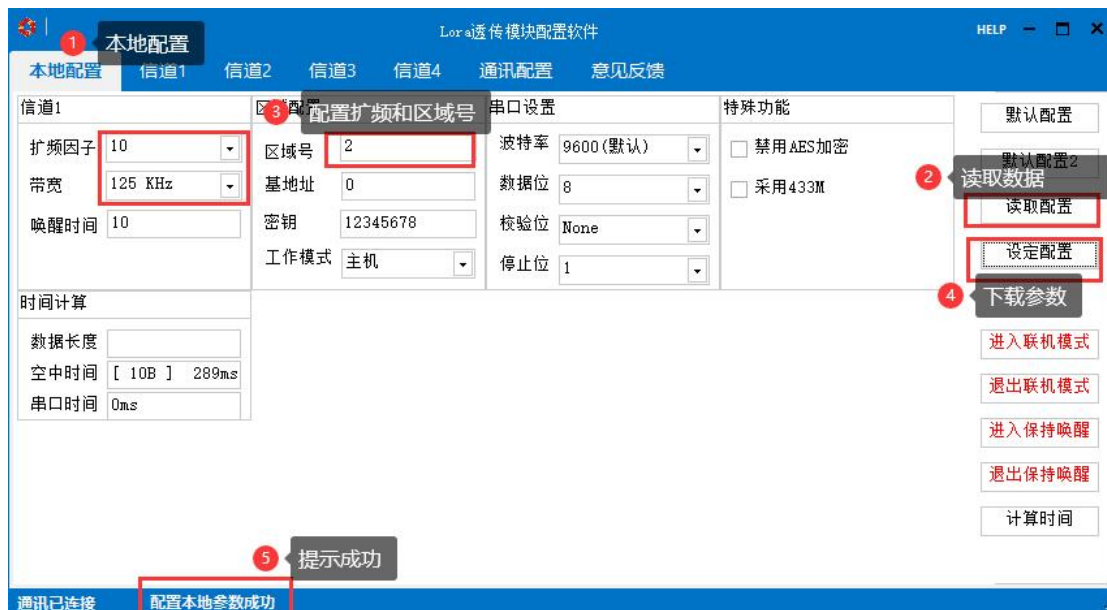 Lora透传模块配置软件
HELP
1 本地配置
本地配置 信道1 信道2 信道3 信道4 通讯配置 意见反馈
信道1
扩频因子 10
带宽 125 KHz
唤醒时间 10
3 配置扩频和区域号
区域号 2
基地址 0
密钥 12345678
工作模式 主机
串口设置
波特率 9600(默认)
数据位 8
校验位 None
停止位 1
特殊功能
禁用AES加密
采用433M
默认配置
默认配置2
2 读取数据
读取配置
设定配置
4 下载参数
进入联机模式
退出联机模式
进入保持唤醒
退出保持唤醒
计算时间
时间计算
数据长度
空中时间 [ 10B ] 289ms
串口时间 0ms
5 提示成功
通讯已连接 配置本地参数成功